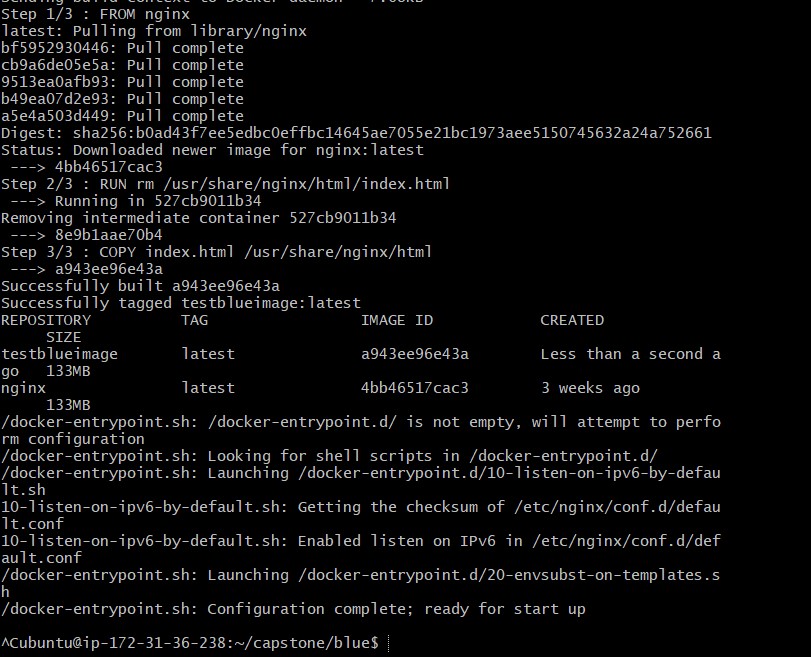 Step 1/3 : FROM nginx
latest: Pulling from library/nginx
bf5952930446: Pull complete
cb9a6de05e5a: Pull complete
9513ea0afb93: Pull complete
b49ea07d2e93: Pull complete
a5e4a503d449: Pull complete
Digest: sha256:b0ad43f7ee5edbc0effbc14645ae7055e21bc1973aee5150745632a24a752661
Status: Downloaded newer image for nginx:latest
 ---> 4bb46517cac3
Step 2/3 : RUN rm /usr/share/nginx/html/index.html
 ---> Running in 527cb9011b34
Removing intermediate container 527cb9011b34
 ---> 8e9b1aae70b4
Step 3/3 : COPY index.html /usr/share/nginx/html
 ---> a943ee96e43a
Successfully built a943ee96e43a
Successfully tagged testblueimage:latest
REPOSITORY          TAG                 IMAGE ID            CREATED
     SIZE
testblueimage       latest              a943ee96e43a        Less than a second a
go   133MB
nginx               latest              4bb46517cac3        3 weeks ago
     133MB
/docker-entrypoint.sh: /docker-entrypoint.d/ is not empty, will attempt to perfo
rm configuration
/docker-entrypoint.sh: Looking for shell scripts in /docker-entrypoint.d/
/docker-entrypoint.sh: Launching /docker-entrypoint.d/10-listen-on-ipv6-by-defau
lt.sh
10-listen-on-ipv6-by-default.sh: Getting the checksum of /etc/nginx/conf.d/defau
lt.conf
10-listen-on-ipv6-by-default.sh: Enabled listen on IPv6 in /etc/nginx/conf.d/def
ault.conf
/docker-entrypoint.sh: Launching /docker-entrypoint.d/20-envsubst-on-templates.s
h
/docker-entrypoint.sh: Configuration complete; ready for start up
^Cubuntu@ip-172-31-36-238:~/capstone/blue$